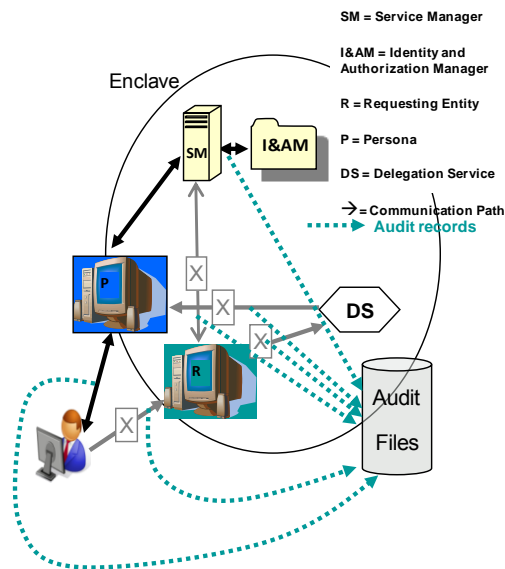 SM = Service Manager
I&AM = Identity and
Authorization Manager
R = Requesting Entity
P = Persona
DS = Delegation Service
→= Communication Path
Audit records
Enclave
SM
I&AM
P
X
X
DS
X
R
X
Audit
Files